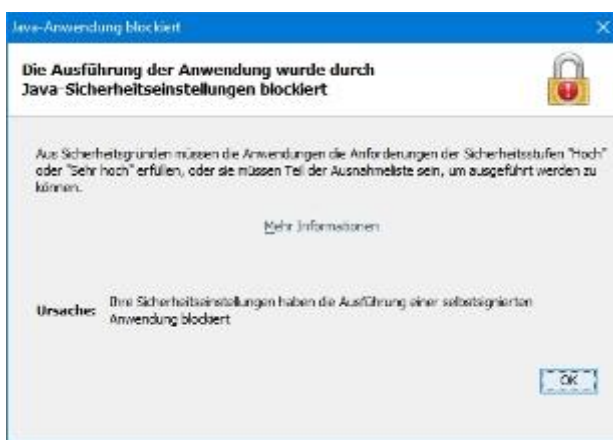 Java-Anwendung blockiert
Die Ausführung der Anwendung wurde durch
Java-Sicherheitseinstellungen blockiert
Aus Sicherheitsgründen müssen die Anwendungen die Anforderungen der Sicherheitsstufen "Hoch"
oder "Sehr hoch" erfüllen, oder sie müssen Teil der Ausnahmeliste sein, um ausgeführt werden zu
können.
Mehr Informationen
Ursache: Ihre Sicherheitseinstellungen haben die Ausführung einer selbstsignierten
Anwendung blockiert
OK